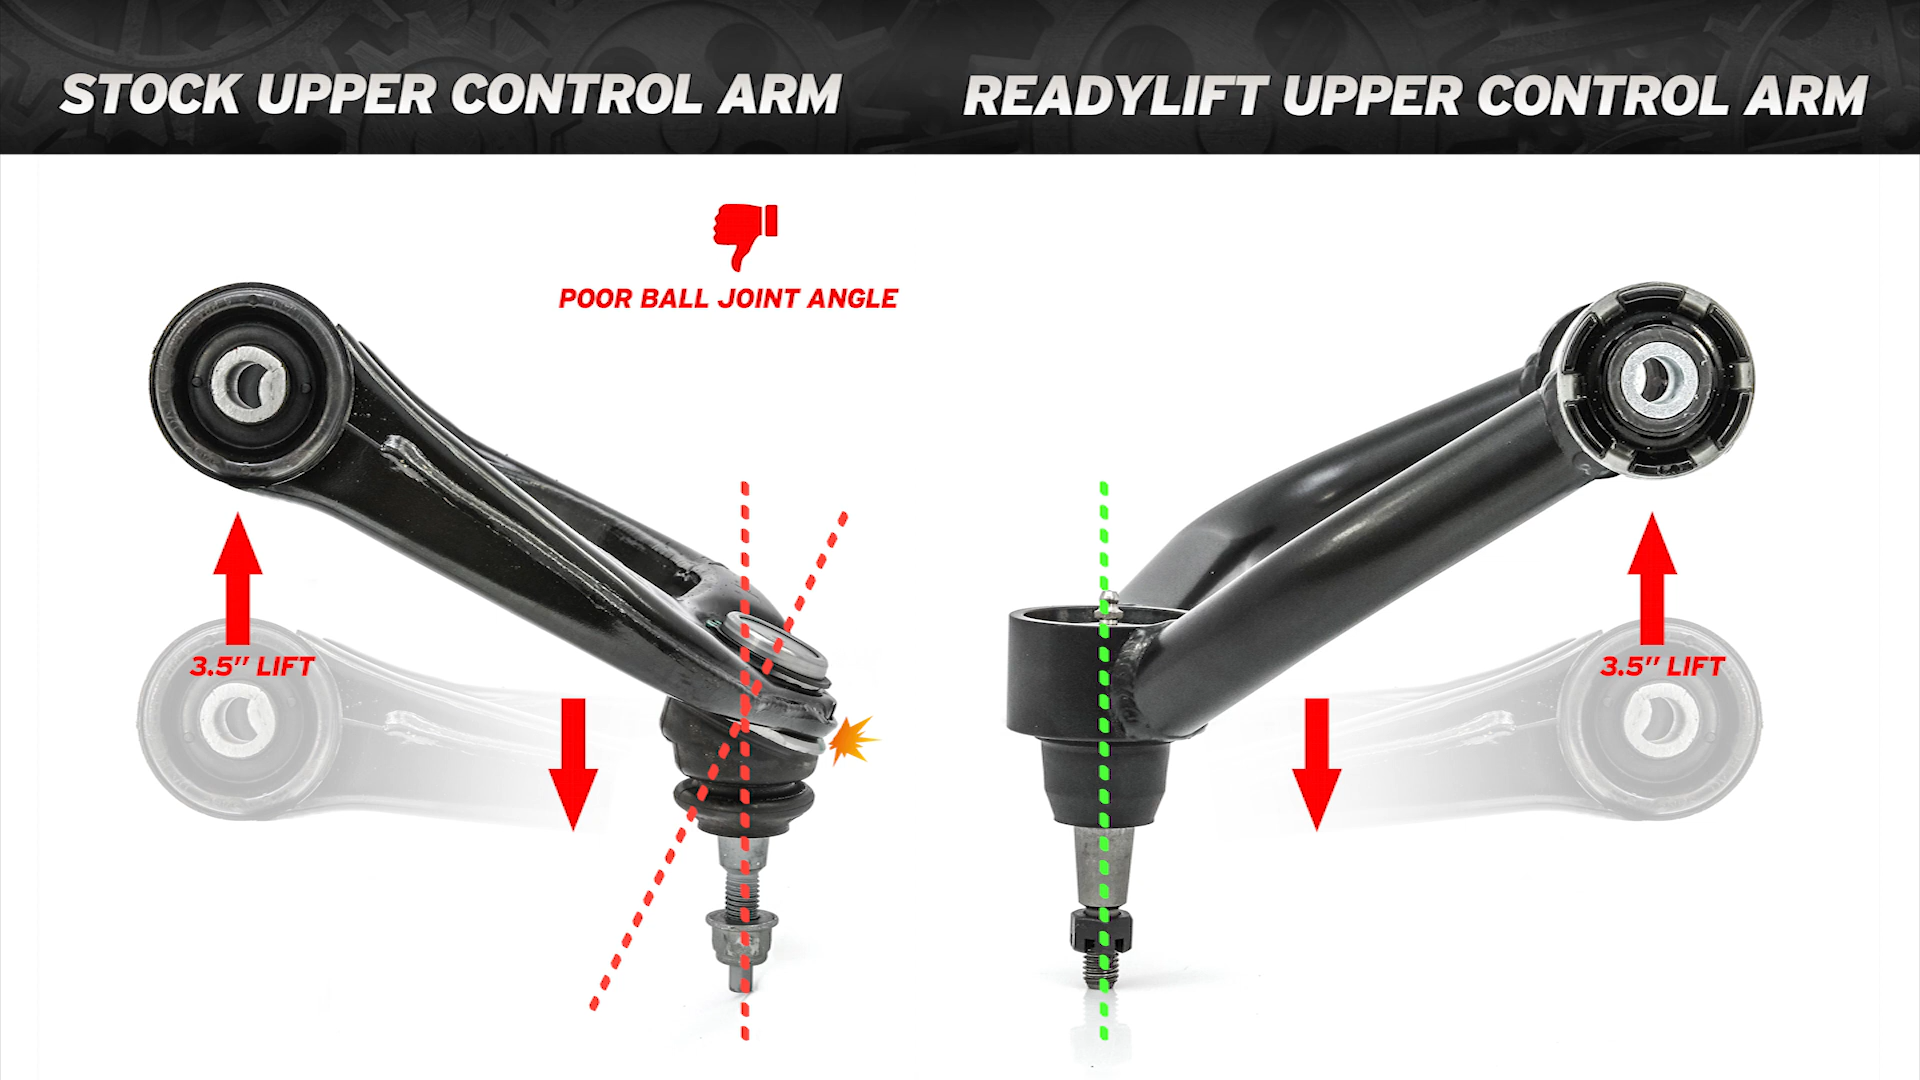 STOCK UPPER CONTROL ARM
READYLIFT UPPER CONTROL ARM
POOR BALL JOINT ANGLE
3.5″ LIFT
3.5″ LIFT